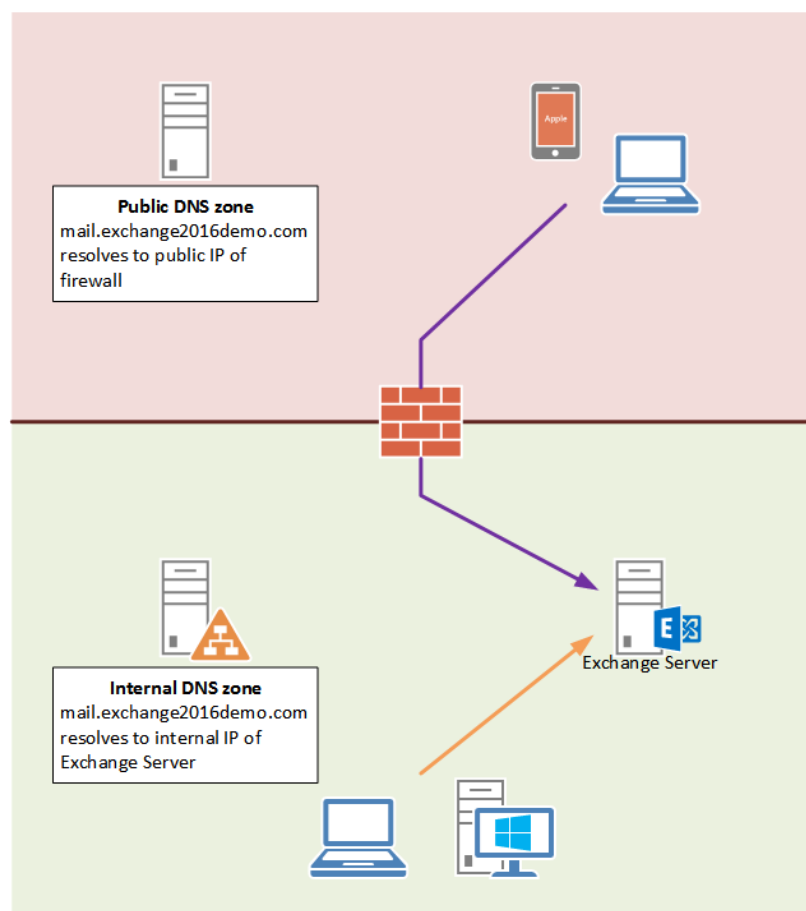 Apple
Public DNS zone
mail.exchange2016demo.com
resolves to public IP of
firewall
E
Exchange Server
Internal DNS zone
mail.exchange2016demo.com
resolves to internal IP of
Exchange Server